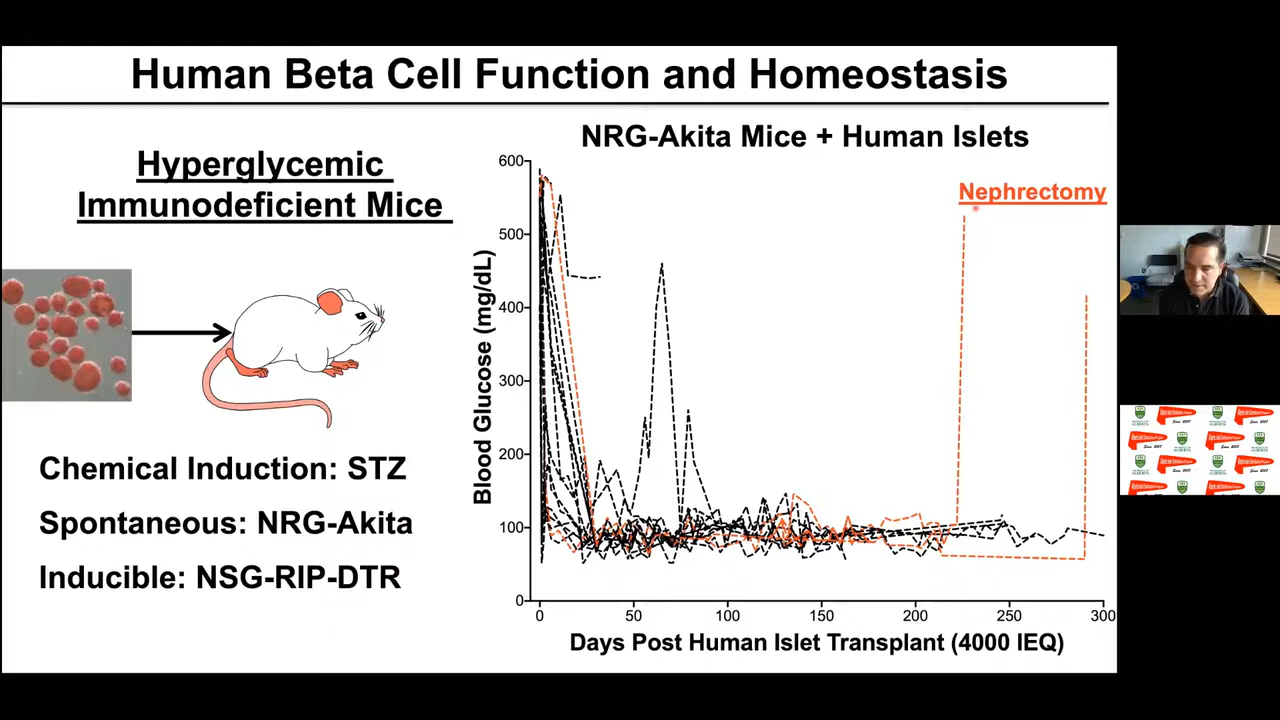 Human Beta Cell Function and Homeostasis
Hyperglycemic
Immunodeficient Mice
Chemical Induction: STZ
Spontaneous: NRG-Akita
Inducible: NSG-RIP-DTR
NRG-Akita Mice + Human Islets
Nephrectomy
Blood Glucose (mg/dL)
600
500
400
300
200
100
0
0 50 100 150 200 250 300
Days Post Human Islet Transplant (4000 IEQ)